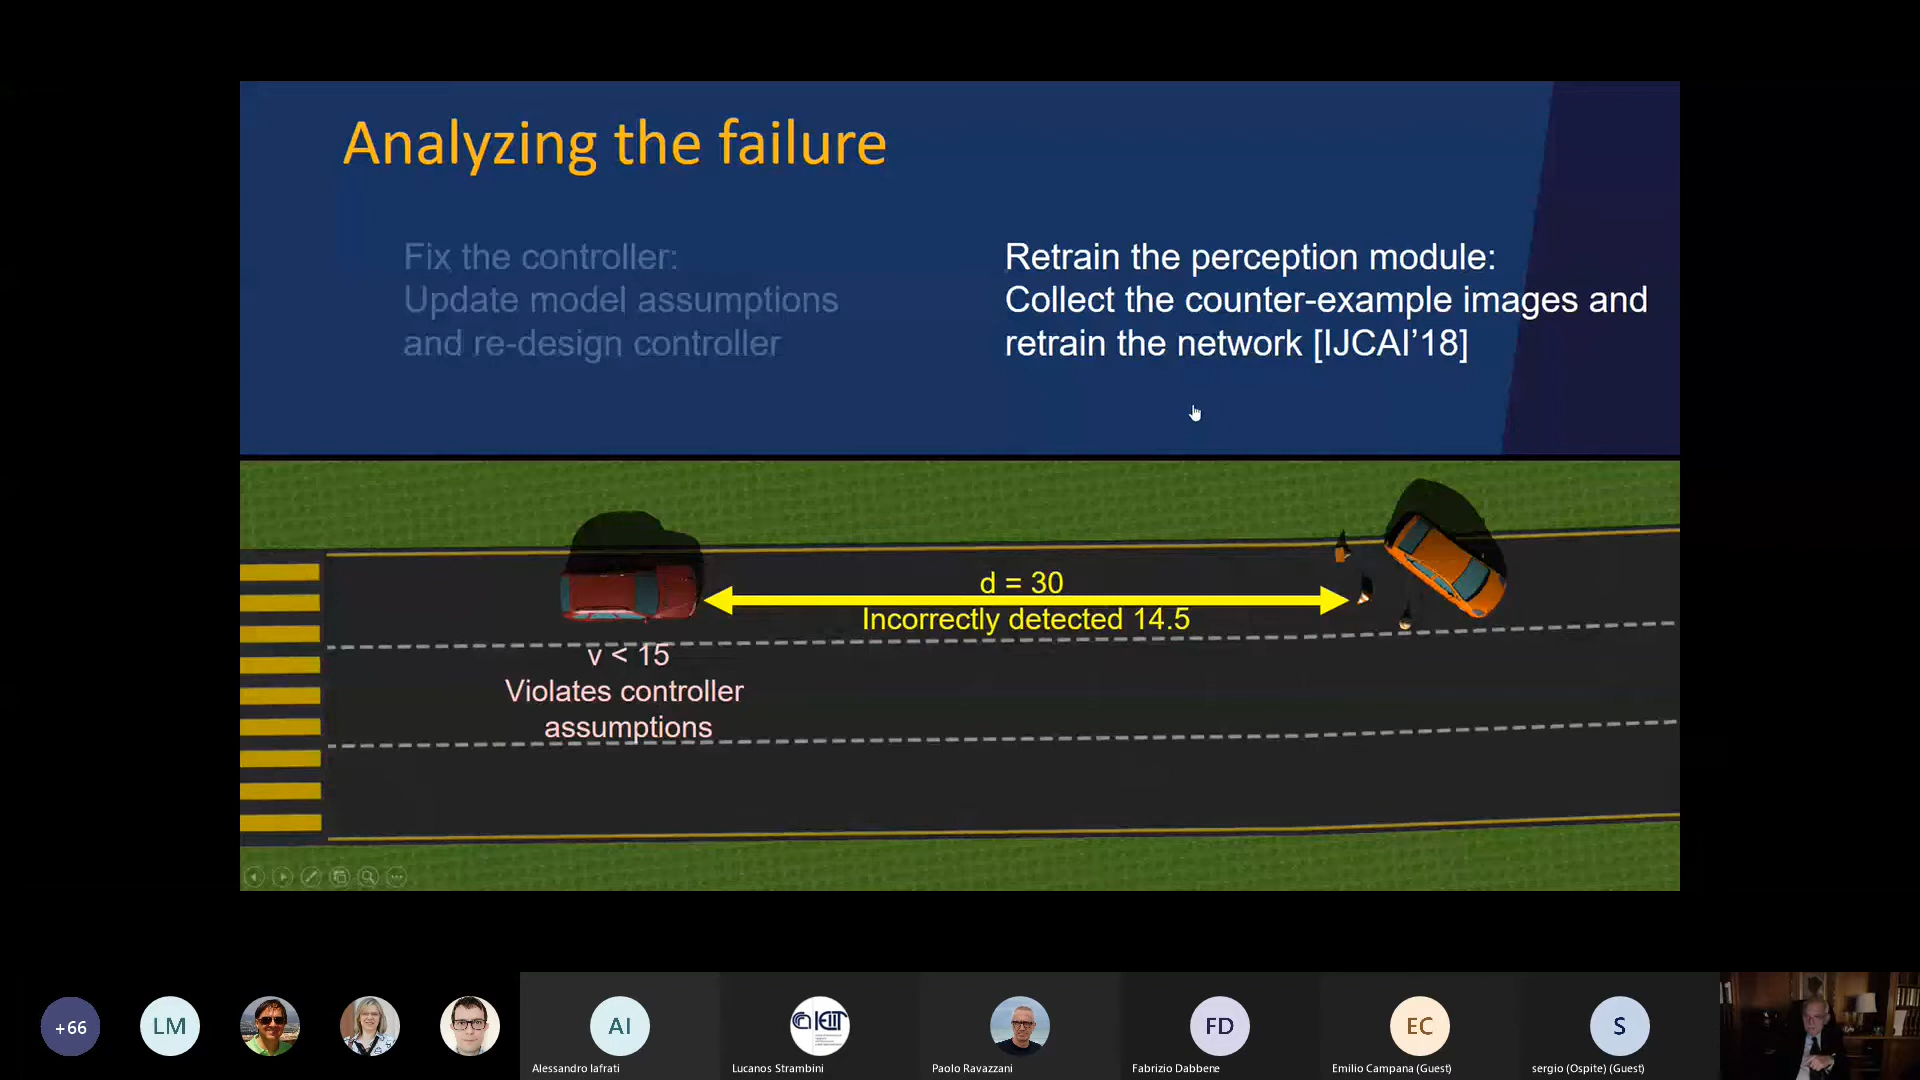 Analyzing the failure
Fix the controller:
Update model assumptions
and re-design controller
Retrain the perception module:
Collect the counter-example images and
retrain the network [IJCAI’18]
d = 30
Incorrectly detected 14.5
v < 15
Violates controller
assumptions
+66
LM
AI
IEIIT
FD
EC
S
Alessandro Iafrati
Lucanos Strambini
Paolo Ravazzani
Fabrizio Dabbene
Emilio Campana (Guest)
sergio (Ospite) (Guest)